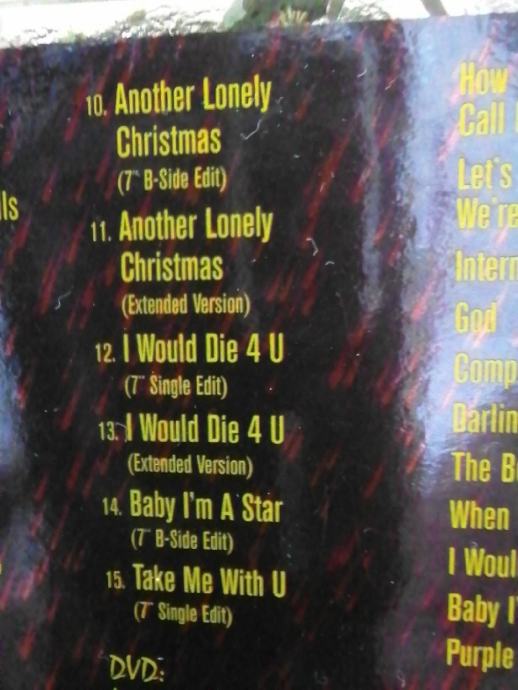 lls
10. Another Lonely
Christmas
(7" B-Side Edit)
11. Another Lonely
Christmas
(Extended Version)
12. I Would Die 4 U
(7" Single Edit)
13. I Would Die 4 U
(Extended Version)
14. Baby I'm A Star
(7" B-Side Edit)
15. Take Me With U
(7" Single Edit)
DVD:
How
Call
Let's
We're
Intern
God
Comp
Darlin
The B
When
I Woul
Baby I'
Purple